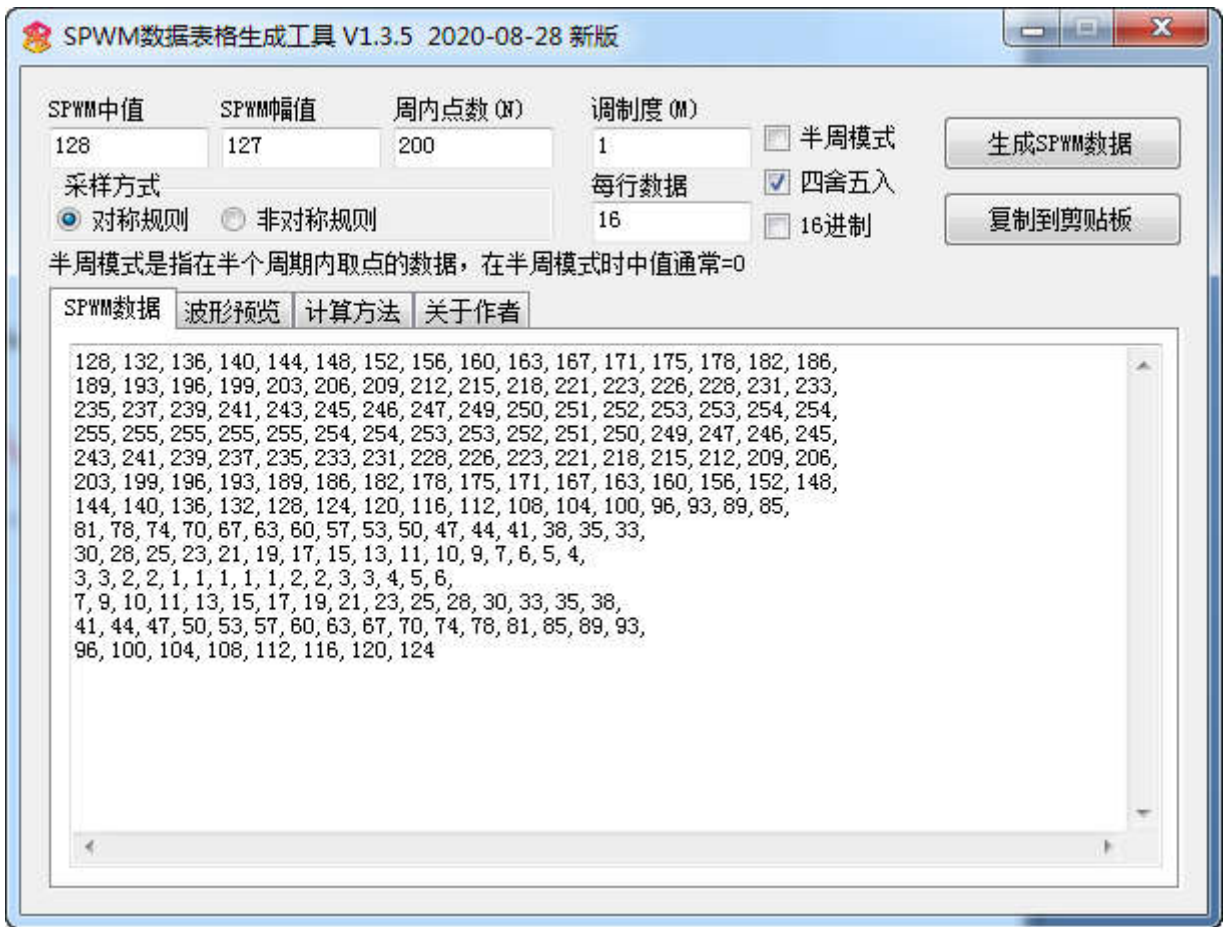 SPWM数据表格生成工具 V1.3.5 2020-08-28 新版
SPWM中值 SPWM幅值 周内点数(N) 调制度(M)
128 127 200 1 半周模式 生成SPWM数据
采样方式 每行数据 四舍五入
对称规则 非对称规则 16 16进制 复制到剪贴板
半周模式是指在半个周期内取点的数据，在半周模式时中值通常=0
SPWM数据 波形预览 计算方法 关于作者
128, 132, 136, 140, 144, 148, 152, 156, 160, 163, 167, 171, 175, 178, 182, 186,
189, 193, 196, 199, 203, 206, 209, 212, 215, 218, 221, 223, 226, 228, 231, 233,
235, 237, 239, 241, 243, 245, 246, 247, 249, 250, 251, 252, 253, 253, 254, 254,
255, 255, 255, 255, 255, 254, 254, 253, 253, 252, 251, 250, 249, 247, 246, 245,
243, 241, 239, 237, 235, 233, 231, 228, 226, 223, 221, 218, 215, 212, 209, 206,
203, 199, 196, 193, 189, 186, 182, 178, 175, 171, 167, 163, 160, 156, 152, 148,
144, 140, 136, 132, 128, 124, 120, 116, 112, 108, 104, 100, 96, 93, 89, 85,
81, 78, 74, 70, 67, 63, 60, 57, 53, 50, 47, 44, 41, 38, 35, 33,
30, 28, 25, 23, 21, 19, 17, 15, 13, 11, 10, 9, 7, 6, 5, 4,
3, 3, 2, 2, 1, 1, 1, 1, 1, 2, 2, 3, 3, 4, 5, 6,
7, 9, 10, 11, 13, 15, 17, 19, 21, 23, 25, 28, 30, 33, 35, 38,
41, 44, 47, 50, 53, 57, 60, 63, 67, 70, 74, 78, 81, 85, 89, 93,
96, 100, 104, 108, 112, 116, 120, 124